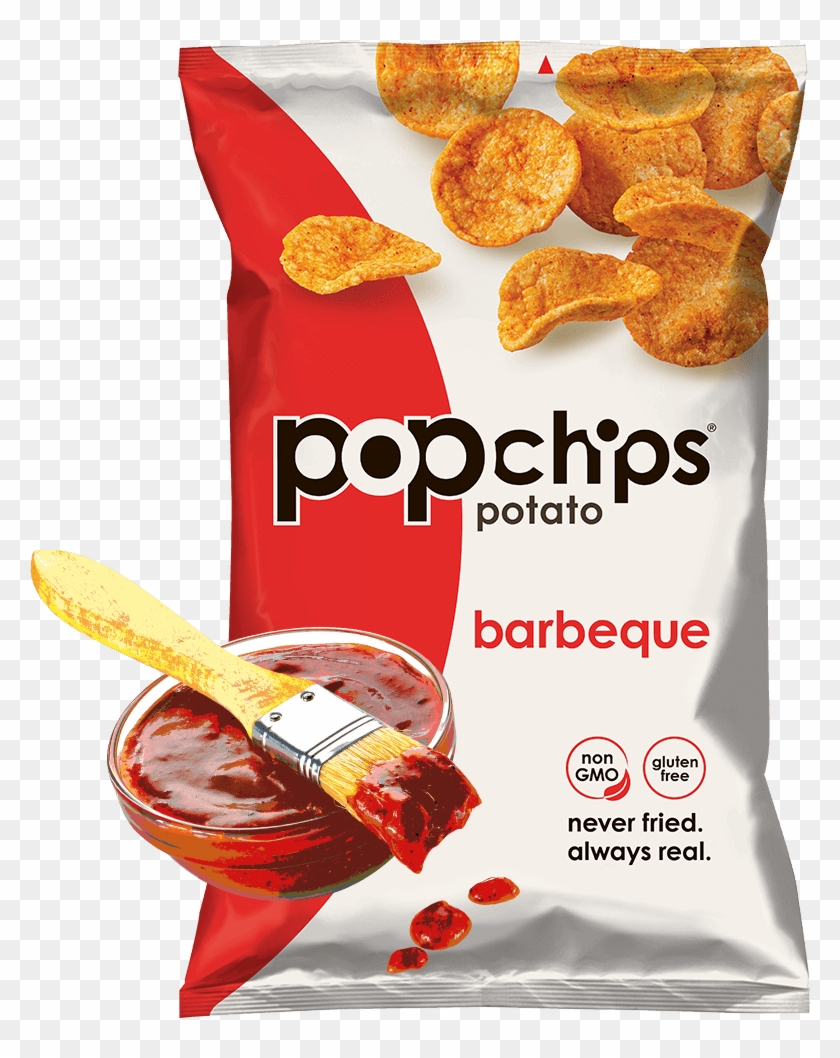 popchips®
potato
barbeque
non
GMO
gluten
free
never fried.
always real.